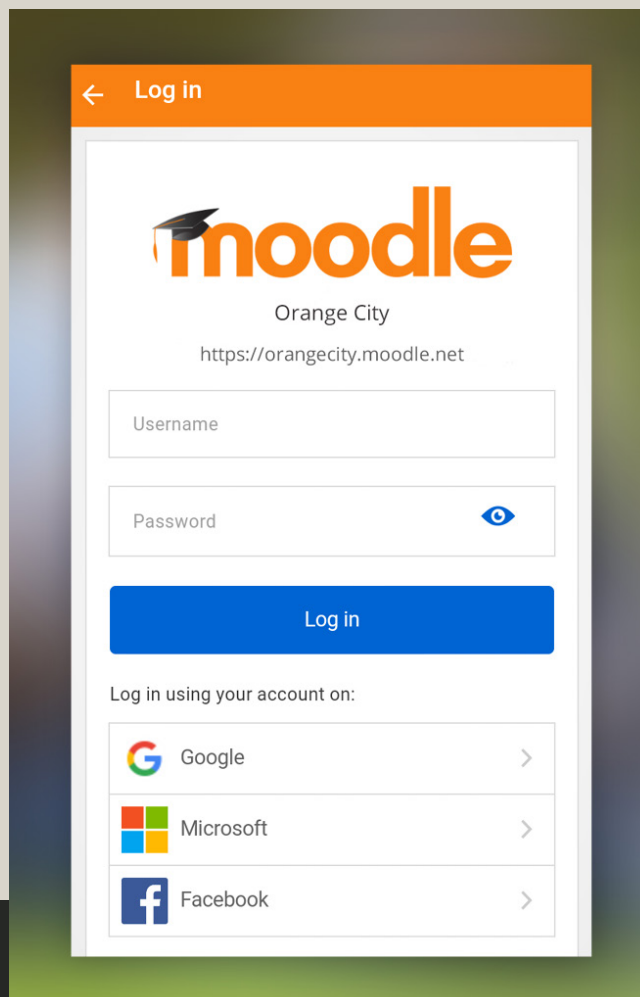 Log in
moodle
Orange City
https://orangecity.moodle.net
Username
Password
Log in
Log in using your account on:
Google
Microsoft
Facebook